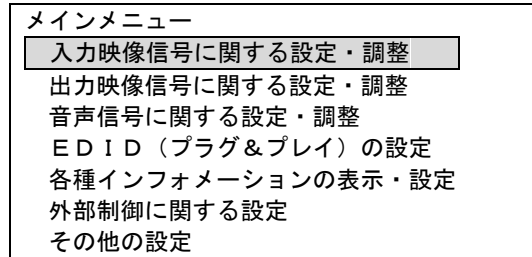 メインメニュー
入力映像信号に関する設定・調整
出力映像信号に関する設定・調整
音声信号に関する設定・調整
ＥＤＩＤ（プラグ＆プレイ）の設定
各種インフォメーションの表示・設定
外部制御に関する設定
その他の設定